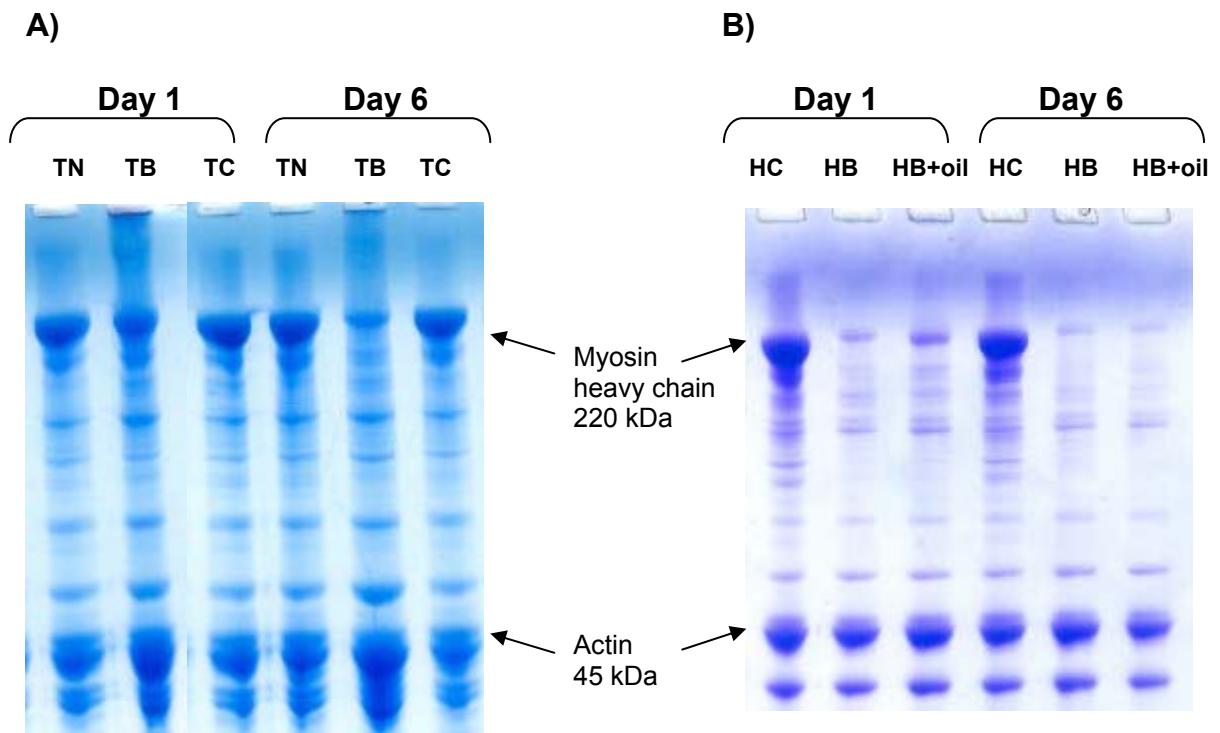 A)
B)
Day 1
Day 6
Day 1
Day 6
TN TB TC TN TB TC
HC HB HB+oil HC HB HB+oil
Myosin
heavy chain
220 kDa
Actin
45 kDa